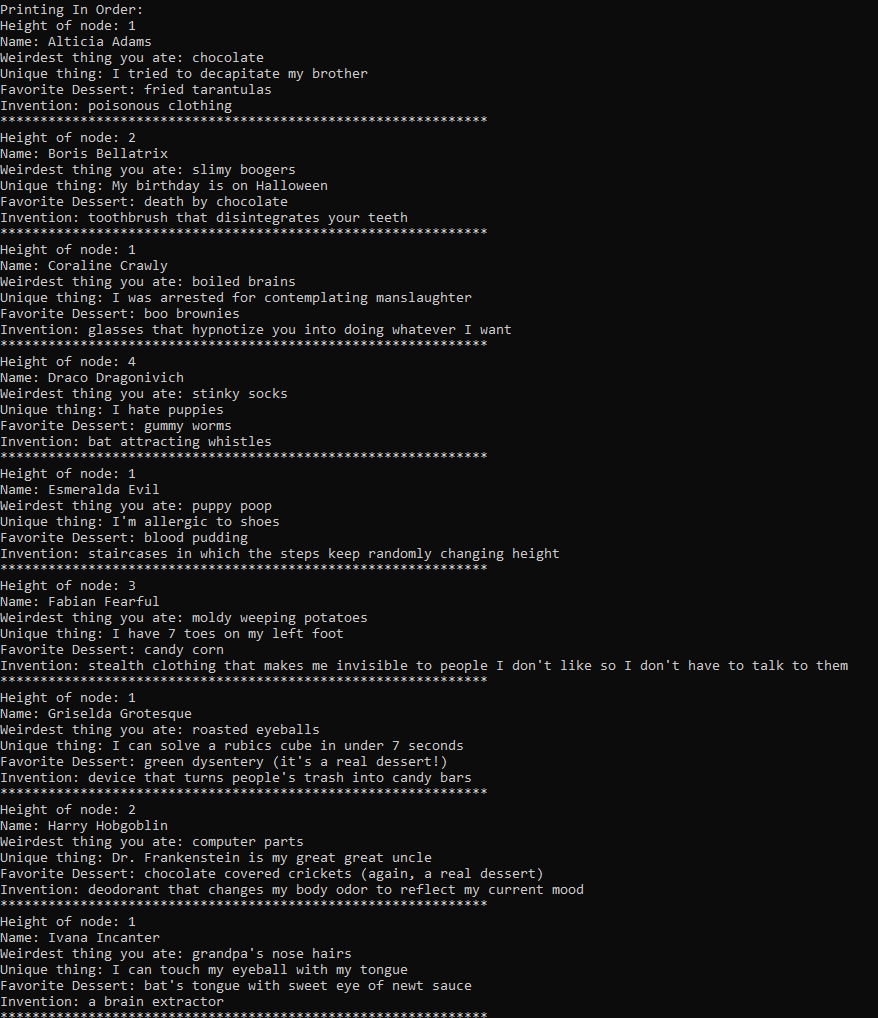 Printing In Order:
Height of node: 1
Name: Alticia Adams
Weirdest thing you ate: chocolate
Unique thing: I tried to decapitate my brother
Favorite Dessert: fried tarantulas
Invention: poisonous clothing
*************************************************************
Height of node: 2
Name: Boris Bellatrix
Weirdest thing you ate: slimy boogers
Unique thing: My birthday is on Halloween
Favorite Dessert: death by chocolate
Invention: toothbrush that disintegrates your teeth
*************************************************************
Height of node: 1
Name: Coraline Crawly
Weirdest thing you ate: boiled brains
Unique thing: I was arrested for contemplating manslaughter
Favorite Dessert: boo brownies
Invention: glasses that hypnotize you into doing whatever I want
*************************************************************
Height of node: 4
Name: Draco Dragonivich
Weirdest thing you ate: stinky socks
Unique thing: I hate puppies
Favorite Dessert: gummy worms
Invention: bat attracting whistles
*************************************************************
Height of node: 1
Name: Esmeralda Evil
Weirdest thing you ate: puppy poop
Unique thing: I'm allergic to shoes
Favorite Dessert: blood pudding
Invention: staircases in which the steps keep randomly changing height
*************************************************************
Height of node: 3
Name: Fabian Fearful
Weirdest thing you ate: moldy weeping potatoes
Unique thing: I have 7 toes on my left foot
Favorite Dessert: candy corn
Invention: stealth clothing that makes me invisible to people I don't like so I don't have to talk to them
*************************************************************
Height of node: 1
Name: Griselda Grotesque
Weirdest thing you ate: roasted eyeballs
Unique thing: I can solve a rubics cube in under 7 seconds
Favorite Dessert: green dysentery (it's a real dessert!)
Invention: device that turns people's trash into candy bars
*************************************************************
Height of node: 2
Name: Harry Hobgoblin
Weirdest thing you ate: computer parts
Unique thing: Dr. Frankenstein is my great great uncle
Favorite Dessert: chocolate covered crickets (again, a real dessert)
Invention: deodorant that changes my body odor to reflect my current mood
*************************************************************
Height of node: 1
Name: Ivana Incanter
Weirdest thing you ate: grandpa's nose hairs
Unique thing: I can touch my eyeball with my tongue
Favorite Dessert: bat's tongue with sweet eye of newt sauce
Invention: a brain extractor
*************************************************************